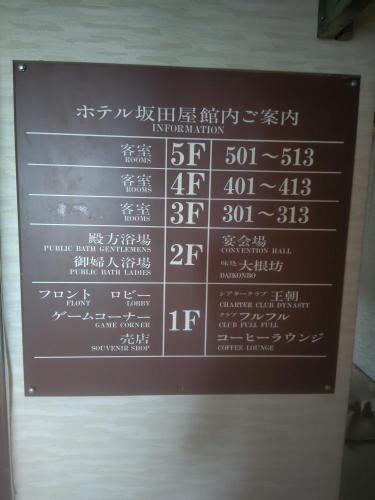 ホテル坂田屋館内ご案内
INFORMATION
客室 5F 501～513
ROOMS
客室 4F 401～413
ROOMS
客室 3F 301～313
ROOMS
殿方浴場 2F 宴会場
PUBLIC BATH GENTLEMENS CONVENTION HALL
御婦人浴場 味処 大根坊
PUBLIC BATH LADIES DAIKONBO
フロント ロビー 1F シアタークラブ 王朝
FLONT LOBBY CHARTER CLUB DYNASTY
ゲームコーナー クラブ フルフル
GAME CORNER CLUB FULL FULL
売店 コーヒーラウンジ
SOUVENIR SHOP COFFEE LOUNGE